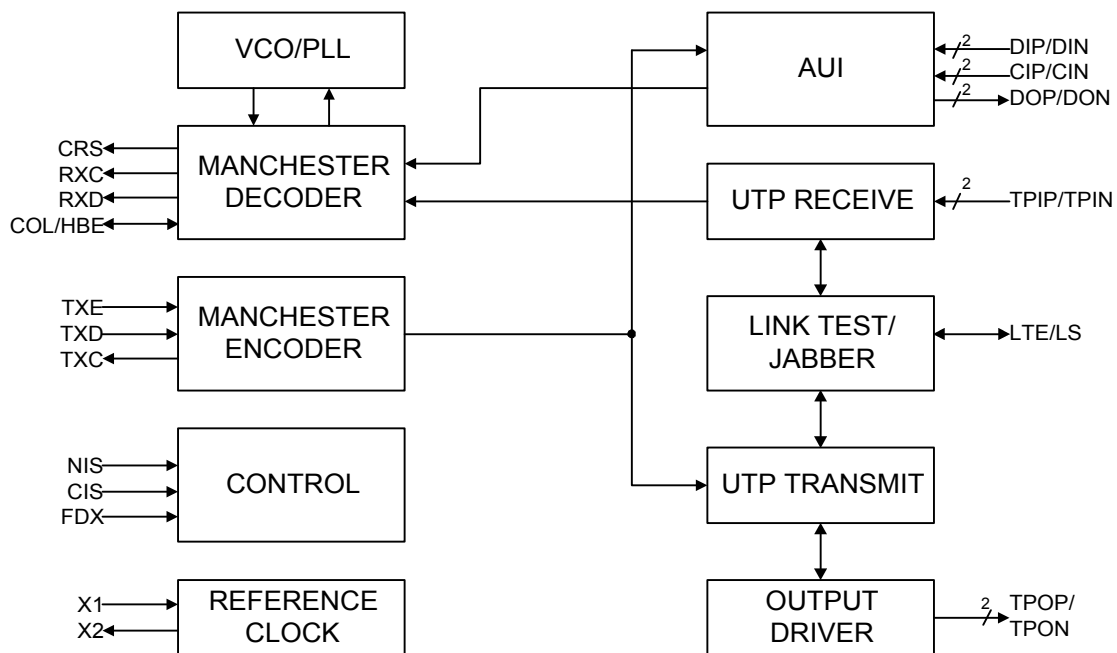 VCO/PLL
AUI
2
DIP/DIN
2
CIP/CIN
2
DOP/DON
CRS
RXC
RXD
COL/HBE
MANCHESTER
DECODER
UTP RECEIVE
2
TPIP/TPIN
TXE
TXD
TXC
MANCHESTER
ENCODER
LINK TEST/
JABBER
LTE/LS
NIS
CIS
FDX
CONTROL
UTP TRANSMIT
X1
X2
REFERENCE
CLOCK
OUTPUT
DRIVER
2
TPOP/
TPON